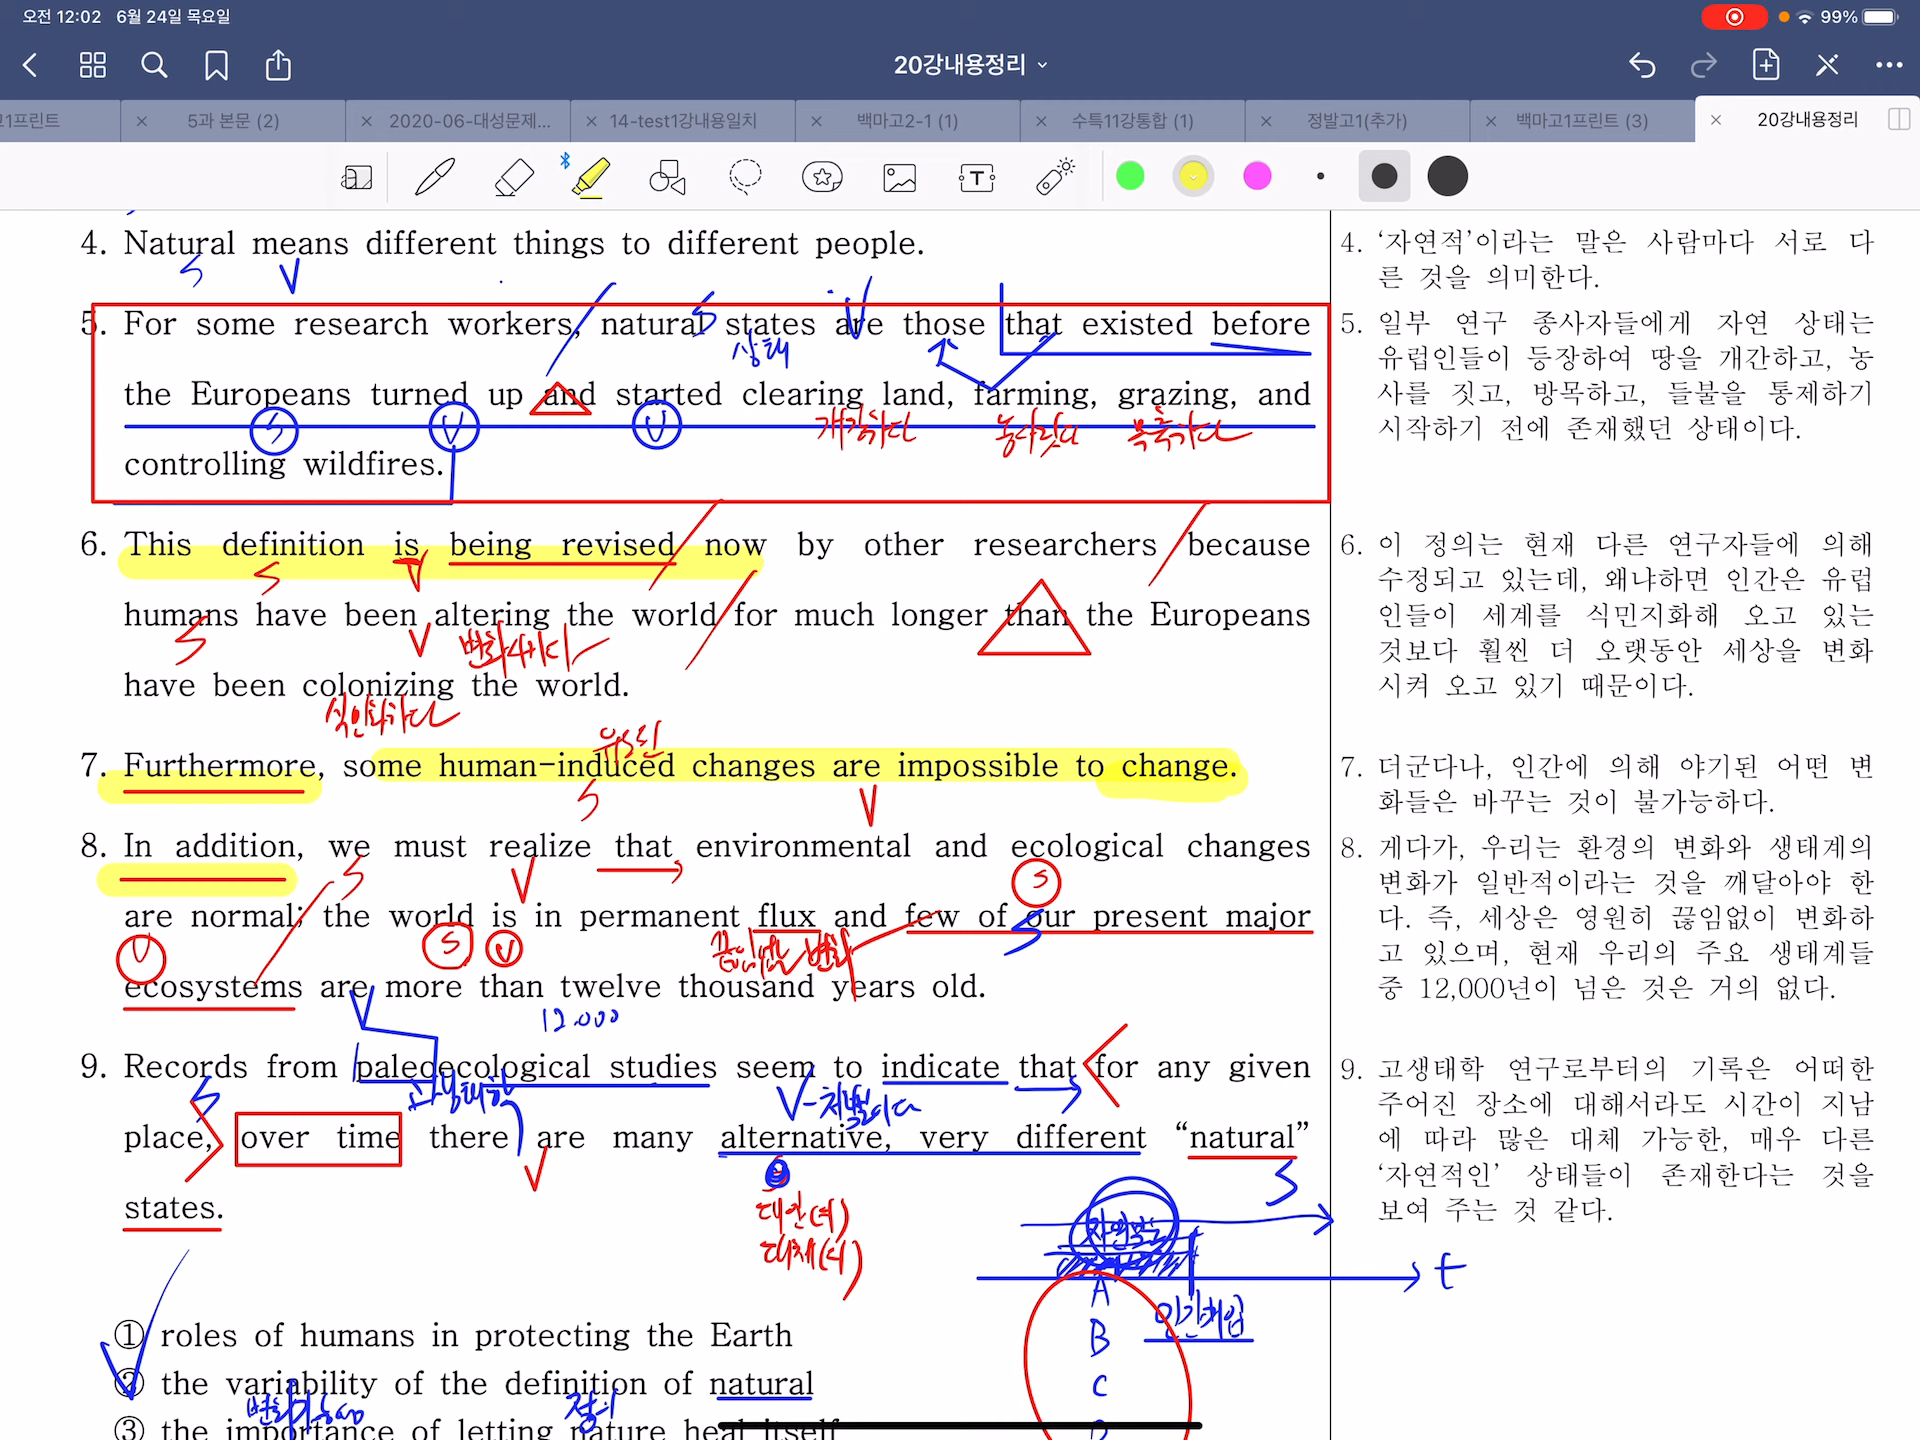 오전 12:02 6월 24일 목요일
99%
20강내용정리
1프린트
5과 본문 (2)
2020-06-대성문제...
14-test1강내용일치
백마고2-1 (1)
수특11강통합 (1)
정발고1(추가)
백마고1프린트 (3)
20강내용정리
4. Natural means different things to different people.
S V
5. For some research workers, natural states are those that existed before
S V
상태
the Europeans turned up and started clearing land, farming, grazing, and
S V V 개간하다 농사짓다
controlling wildfires.
6. This definition is being revised now by other researchers because
S V
humans have been altering the world for much longer than the Europeans
S V 변화시키다
have been colonizing the world.
식민화하다
유도된
7. Furthermore, some human-induced changes are impossible to change.
S V
8. In addition, we must realize that environmental and ecological changes
S V S
are normal; the world is in permanent flux and few of our present major
V S V 끊임없는 변화 S
ecosystems are more than twelve thousand years old.
V 12.000
9. Records from paleoecological studies seem to indicate that for any given
S 고생태학 V
place, over time there are many alternative, very different “natural”
V S
states.
대안(의)
대체(의)
t
A
B
C
인간개입
① roles of humans in protecting the Earth
② the variability of the definition of natural
정의
③ the importance of letting nature heal itself
4. ‘자연적’이라는 말은 사람마다 서로 다
른 것을 의미한다.
5. 일부 연구 종사자들에게 자연 상태는
유럽인들이 등장하여 땅을 개간하고, 농
사를 짓고, 방목하고, 들불을 통제하기
시작하기 전에 존재했던 상태이다.
6. 이 정의는 현재 다른 연구자들에 의해
수정되고 있는데, 왜냐하면 인간은 유럽
인들이 세계를 식민지화해 오고 있는
것보다 훨씬 더 오랫동안 세상을 변화
시켜 오고 있기 때문이다.
7. 더군다나, 인간에 의해 야기된 어떤 변
화들은 바꾸는 것이 불가능하다.
8. 게다가, 우리는 환경의 변화와 생태계의
변화가 일반적이라는 것을 깨달아야 한
다. 즉, 세상은 영원히 끊임없이 변화하
고 있으며, 현재 우리의 주요 생태계들
중 12,000년이 넘은 것은 거의 없다.
9. 고생태학 연구로부터의 기록은 어떠한
주어진 장소에 대해서라도 시간이 지남
에 따라 많은 대체 가능한, 매우 다른
‘자연적인’ 상태들이 존재한다는 것을
보여 주는 것 같다.